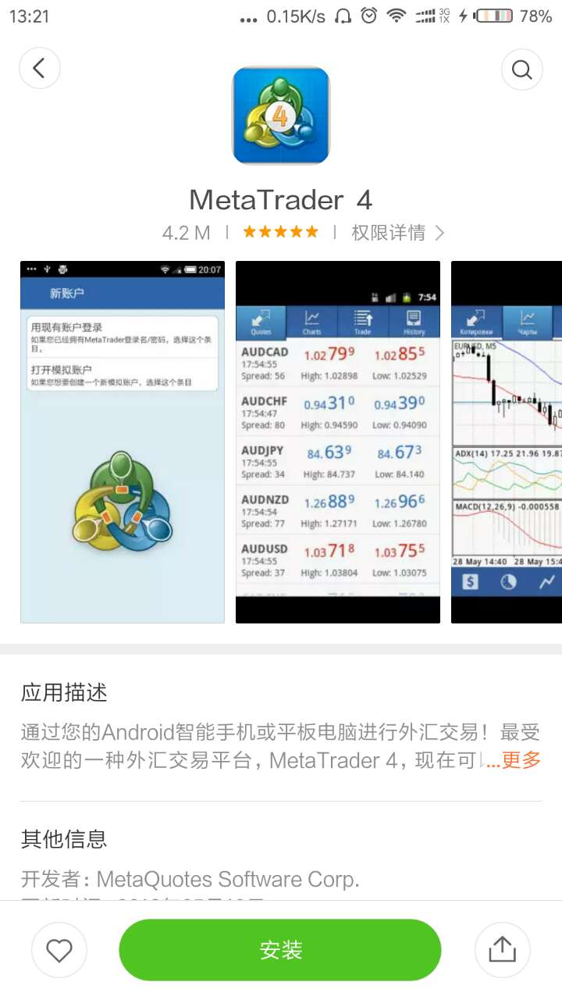 13:21
0.15K/s
3G
1X
78%
4
MetaTrader 4
4.2 M
权限详情
20:07
新账户
用现有账户登录
如果您已经拥有MetaTrader登录名/密码，选择这个条
目。
打开模拟账户
如果您想要创建一个新模拟账户，选择这个条目
7:54
Quotes Charts Trade History
AUDCAD 1.02799 1.02855
17:54:55
Spread: 56 High: 1.02898 Low: 1.02529
AUDCHF 0.94310 0.94390
17:54:47
Spread: 80 High: 0.94590 Low: 0.94090
AUDJPY 84.639 84.673
17:54:55
Spread: 34 High: 84.737 Low: 84.140
AUDNZD 1.26889 1.26966
17:54:54
Spread: 77 High: 1.27171 Low: 1.26780
AUDUSD 1.03718 1.03755
17:54:55
Spread: 37 High: 1.03804 Low: 1.03075
Котировки Чарты
EURUSD, M5
ADX(14) 17.25 21.96 19.87
MACD(12,26,9) -0.000558
28 May 14:40 28 May 15:4
应用描述
通过您的Android智能手机或平板电脑进行外汇交易！最受
欢迎的一种外汇交易平台，MetaTrader 4，现在可...更多
其他信息
开发者：MetaQuotes Software Corp.
安装